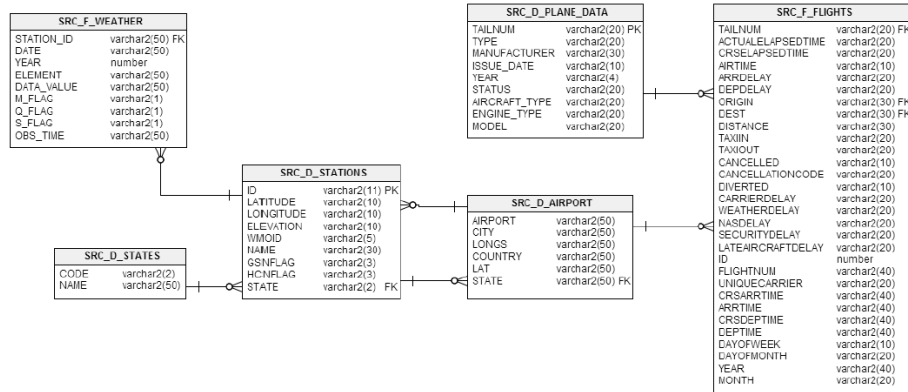 SRC_F_WEATHER
STATION_ID varchar2(50) FK
DATE varchar2(50)
YEAR number
ELEMENT varchar2(50)
DATA_VALUE varchar2(50)
M_FLAG varchar2(1)
Q_FLAG varchar2(1)
S_FLAG varchar2(1)
OBS_TIME varchar2(50)
SRC_D_STATES
CODE varchar2(2)
NAME varchar2(50)
SRC_D_STATIONS
ID varchar2(11) PK
LATITUDE varchar2(10)
LOINGITUDE varchar2(10)
ELEVATION varchar2(10)
WMOID varchar2(5)
NAME varchar2(30)
GSNFLAG varchar2(3)
HCNFLAG varchar2(3)
STATE varchar2(2) FK
SRC_D_PLANE_DATA
TAILNUM varchar2(20) PK
TYPE varchar2(20)
MANUFACTURER varchar2(30)
ISSUE_DATE varchar2(10)
YEAR varchar2(4)
STATUS varchar2(20)
AIRCRAFT_TYPE varchar2(20)
ENGINE_TYPE varchar2(20)
MODEL varchar2(20)
SRC_D_AIRPORT
AIRPORT varchar2(50)
CITY varchar2(50)
LONGS varchar2(50)
COUNTRY varchar2(50)
LAT varchar2(50)
STATE varchar2(50) FK
SRC_F_FLIGHTS
TAILNUM varchar2(20) FK
ACTUALELAPSEDTIME varchar2(20)
CRSELAPSEDTIME varchar2(20)
AIRTIME varchar2(10)
ARRDELAY varchar2(20)
DEPDELAY varchar2(20)
ORIGIN varchar2(30) FK
DEST varchar2(30) FK
DISTANCE varchar2(30)
TAXIIN varchar2(20)
TAXIOUT varchar2(20)
CANCELLED varchar2(10)
CANCELLATIONCODE varchar2(20)
DIVERTED varchar2(10)
CARRIERDELAY varchar2(20)
WEATHERDELAY varchar2(20)
NASDELAY varchar2(20)
SECURITYDELAY varchar2(20)
LATEAIRCRAFTDELAY varchar2(20)
ID number
FLIGHTNUM varchar2(40)
UNIQUECARRIER varchar2(20)
CRSARRTIME varchar2(40)
ARRTIME varchar2(40)
CRSDEPTIME varchar2(40)
DEPTIME varchar2(40)
DAYOFWEEK varchar2(10)
DAYOFMONTH varchar2(20)
YEAR varchar2(40)
MONTH varchar2(20)